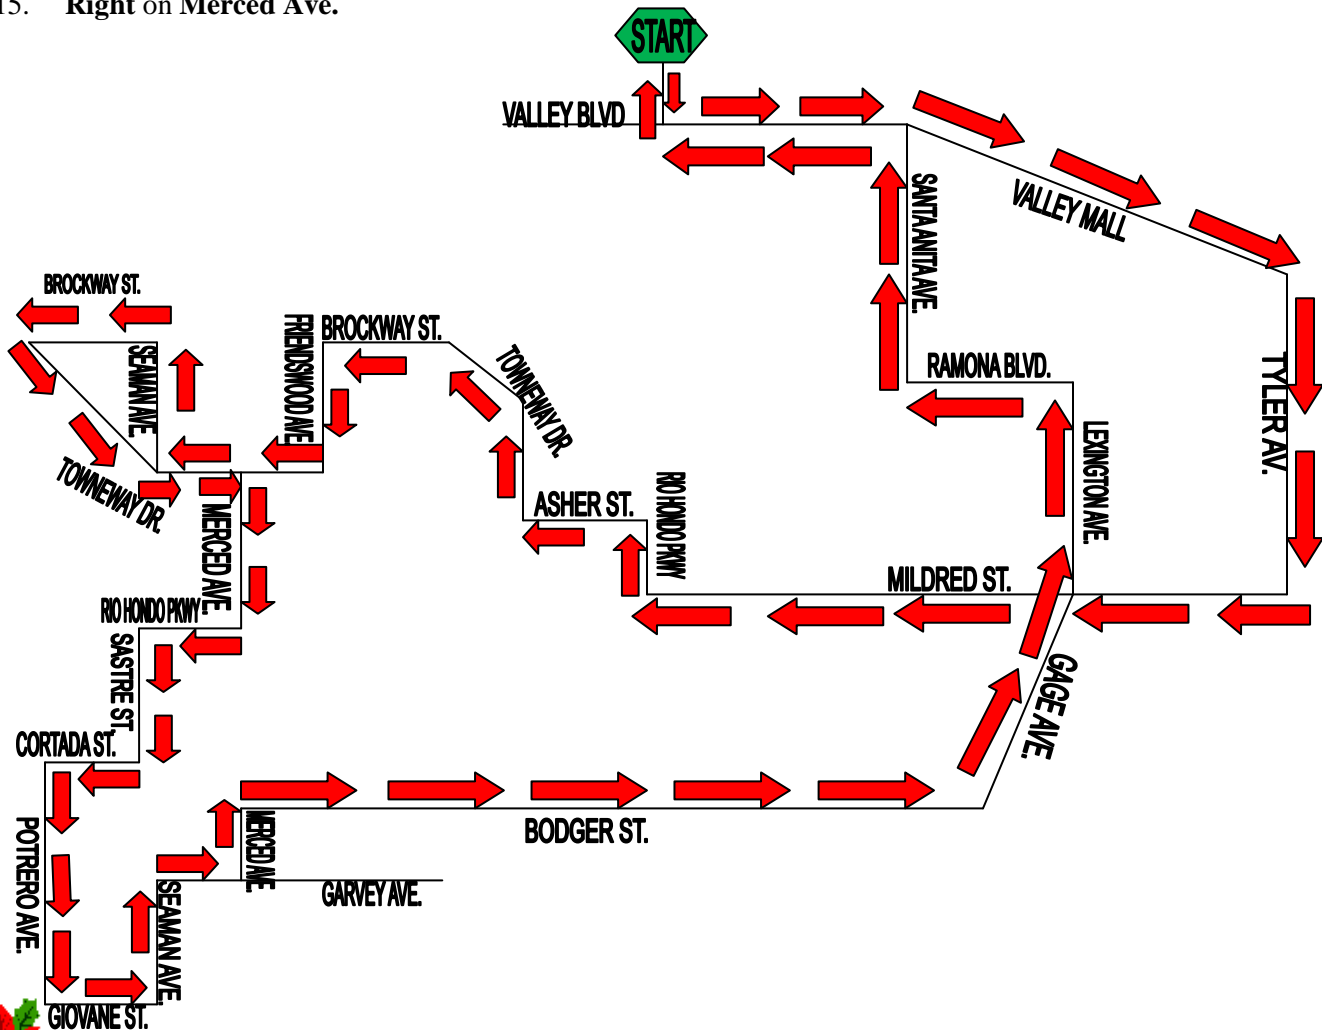 15. Right on Merced Ave.
START
VALLEY BLVD
VALLEY MALL
SANTA ANITA AVE.
BROCKWAY ST.
SEAMAN AVE.
FRIENDSWOOD AVE.
BROCKWAY ST.
TOWNEWAY DR.
RAMONA BLVD.
TYLER AV.
LEXINGTON AVE.
TOWNEWAY DR.
MERCED AVE.
ASHER ST.
RIO HONDO PKWY
MILDRED ST.
RIO HONDO PKWY
SASTRE ST.
GAGE AVE.
CORTADA ST.
POTRERO AVE.
MERCED AVE.
BODGER ST.
SEAMAN AVE.
GARVEY AVE.
GIOVANE ST.